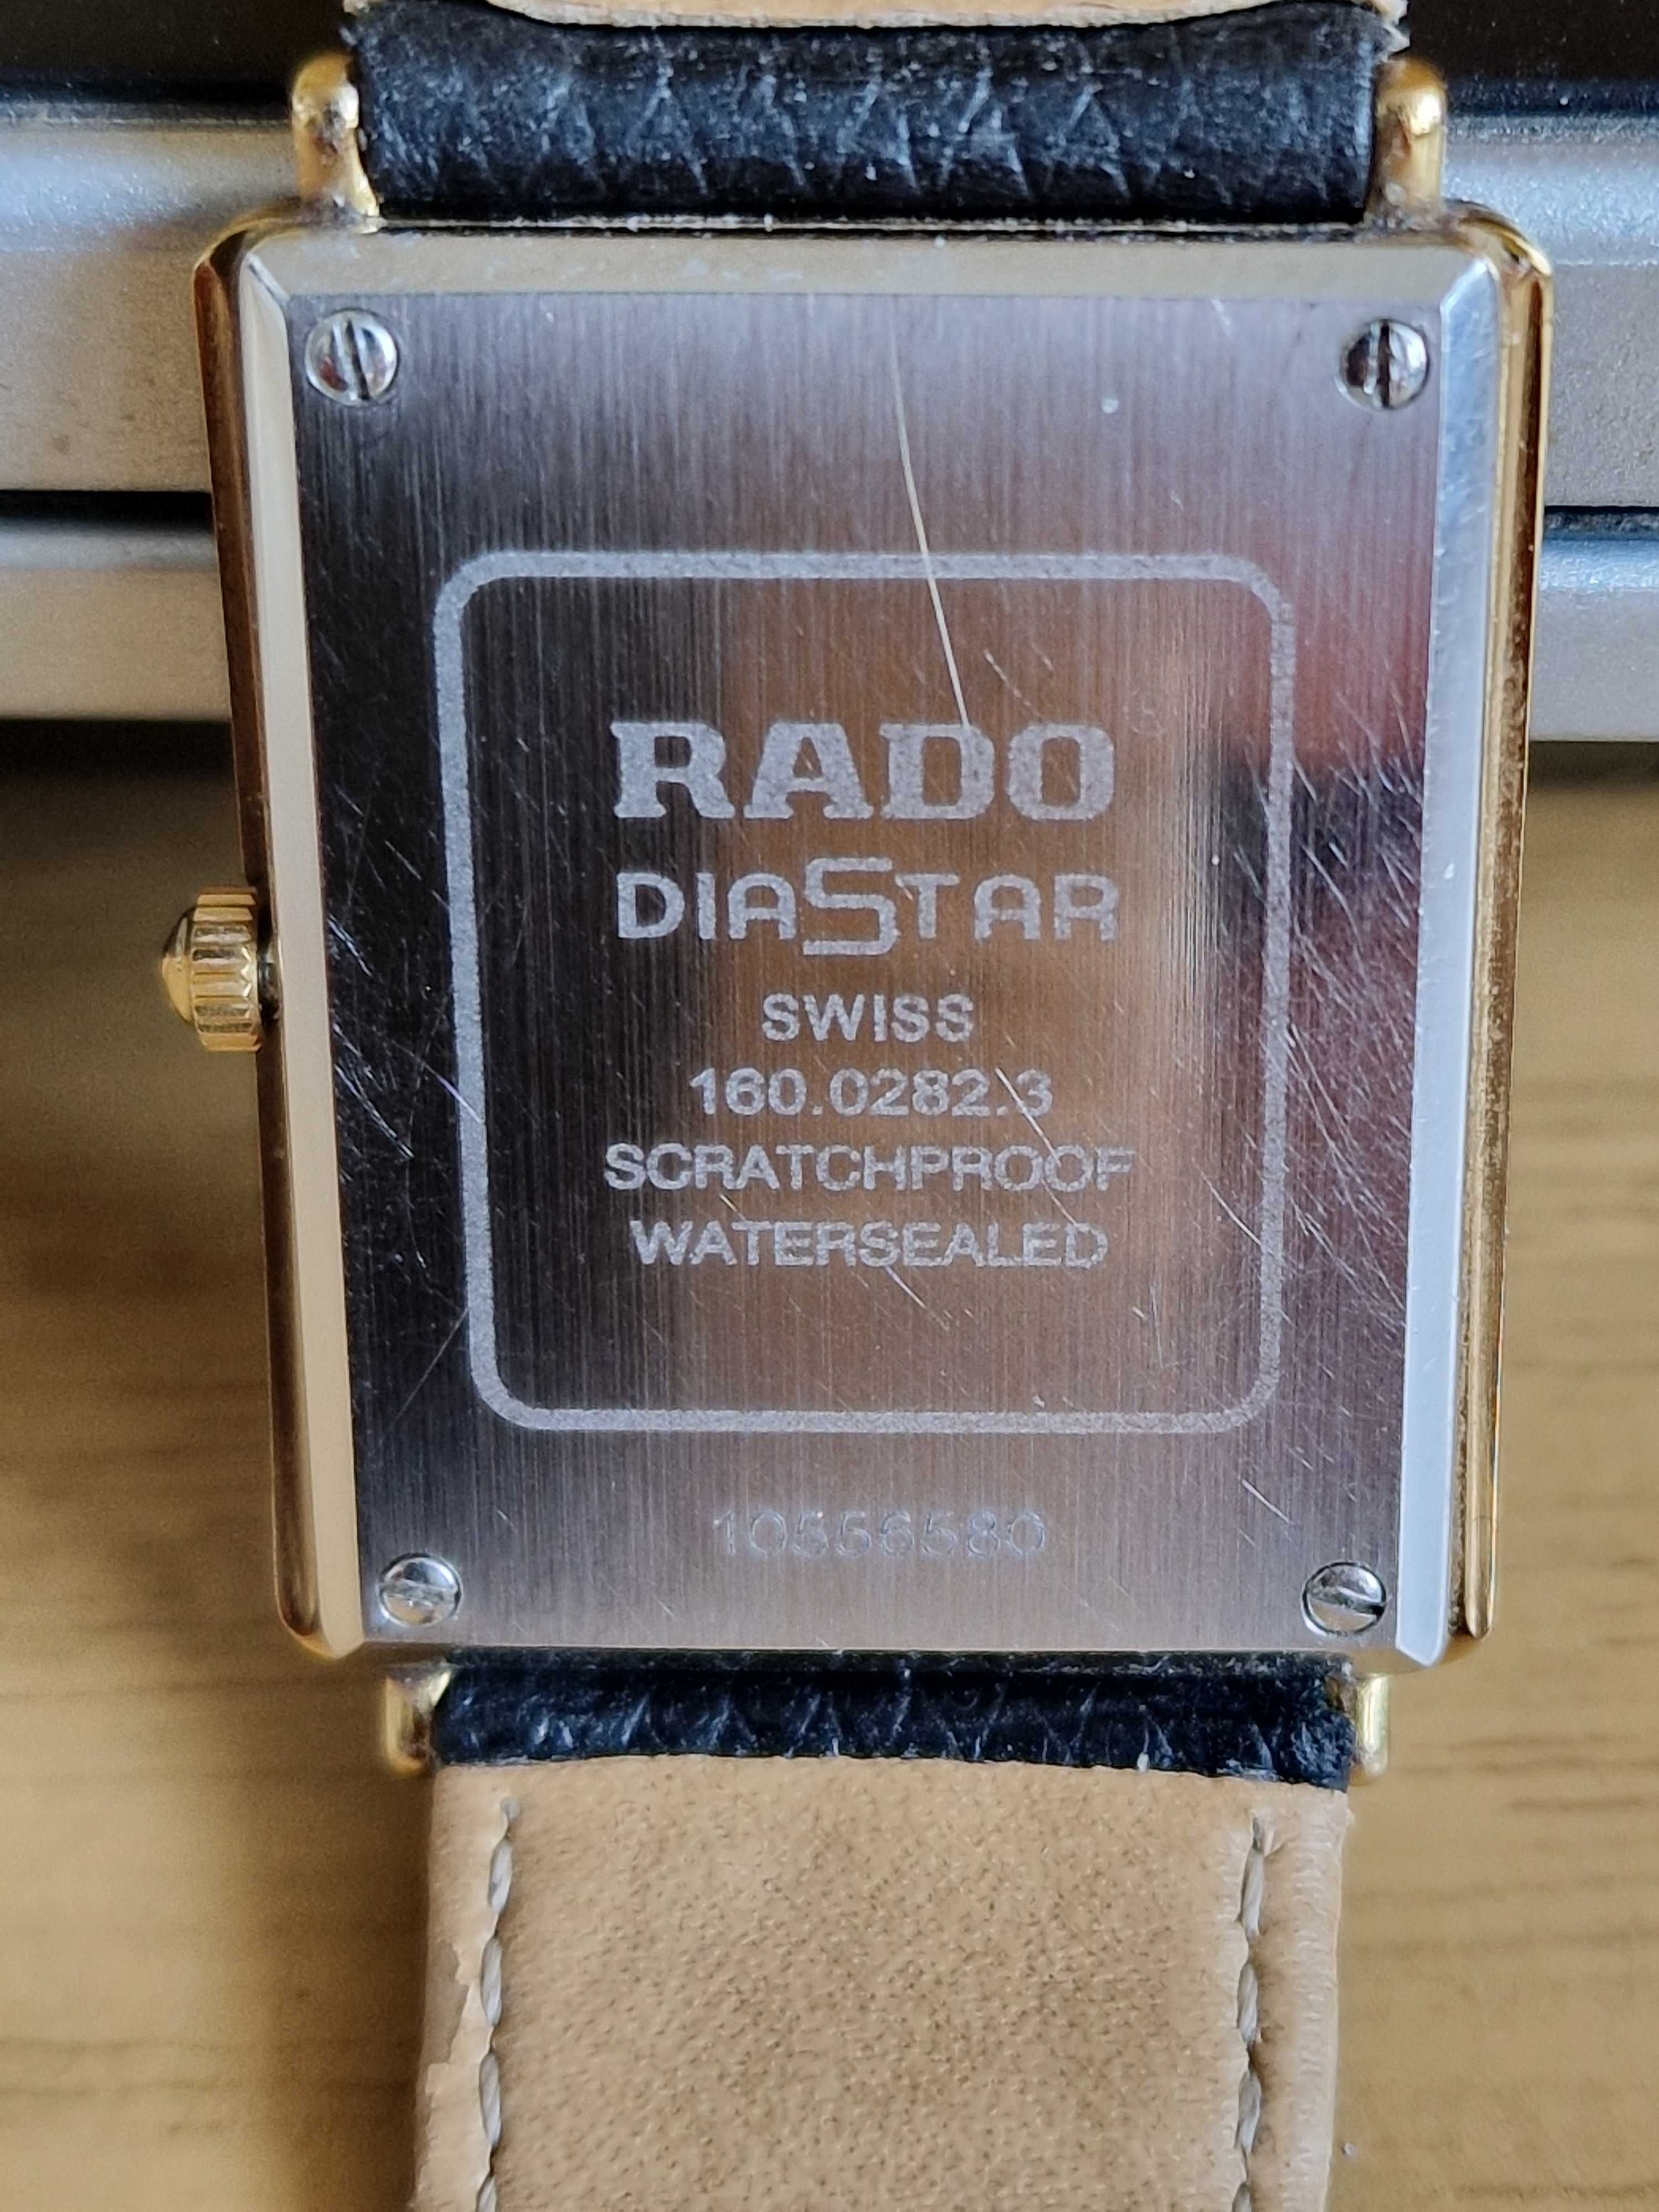 RADO
DIASTAR
SWISS
160.0282.3
SCRATCHPROOF
WATERSEALED
10556580